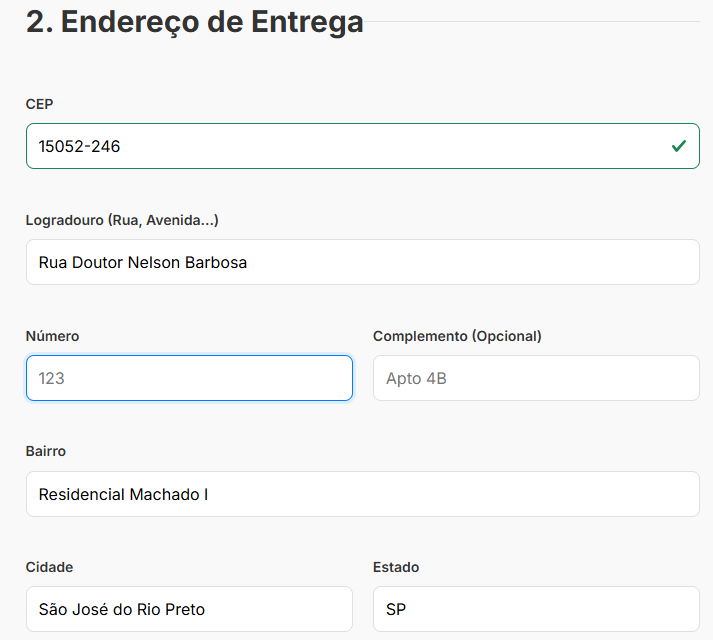 2. Endereço de Entrega
CEP
15052-246
Logradouro (Rua, Avenida...)
Rua Doutor Nelson Barbosa
Número
Complemento (Opcional)
123
Apto 4B
Bairro
Residencial Machado I
Cidade
Estado
São José do Rio Preto
SP